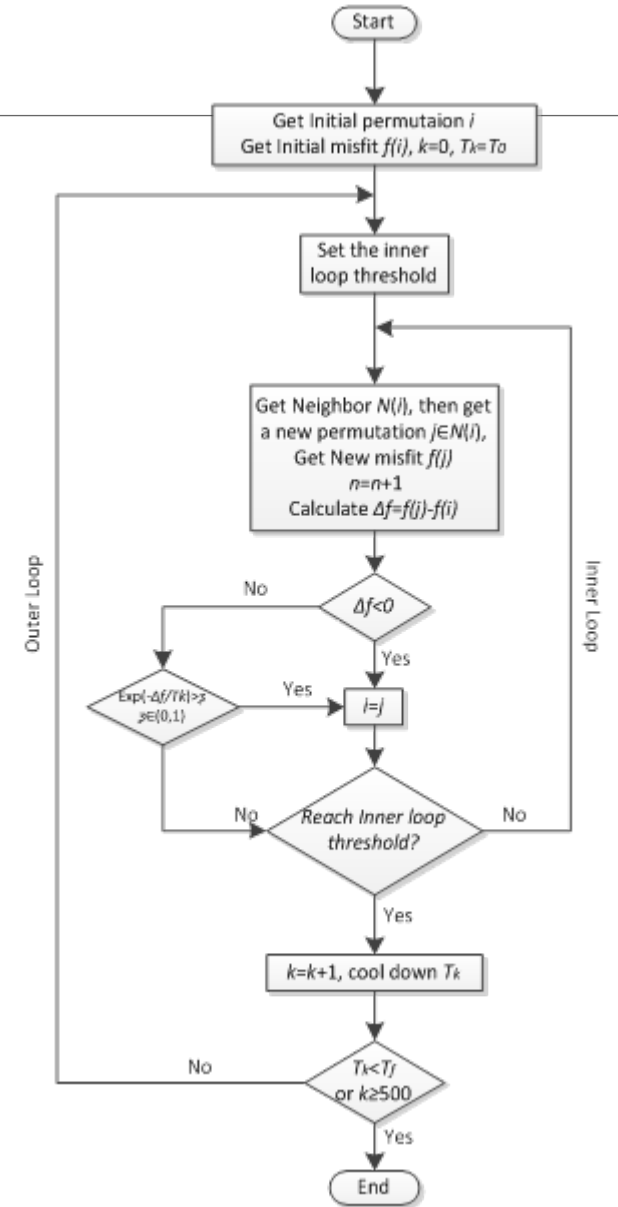 Start
Get Initial permutaion i
Get Initial misfit f(i), k=0, Tk=T0
Set the inner
loop threshold
Get Neighbor N(i), then get
a new permutation j∈N(i),
Get New misfit f(j)
n=n+1
Calculate Δf=f(j)-f(i)
Outer Loop
Inner Loop
No
Δf<0
Yes
Exp(-Δf/Tk)>ȝ
ȝ∈(0,1)
Yes
i=j
No
Reach Inner loop
threshold?
No
Yes
k=k+1, cool down Tk
No
Tk<Tf
or k≥500
Yes
End